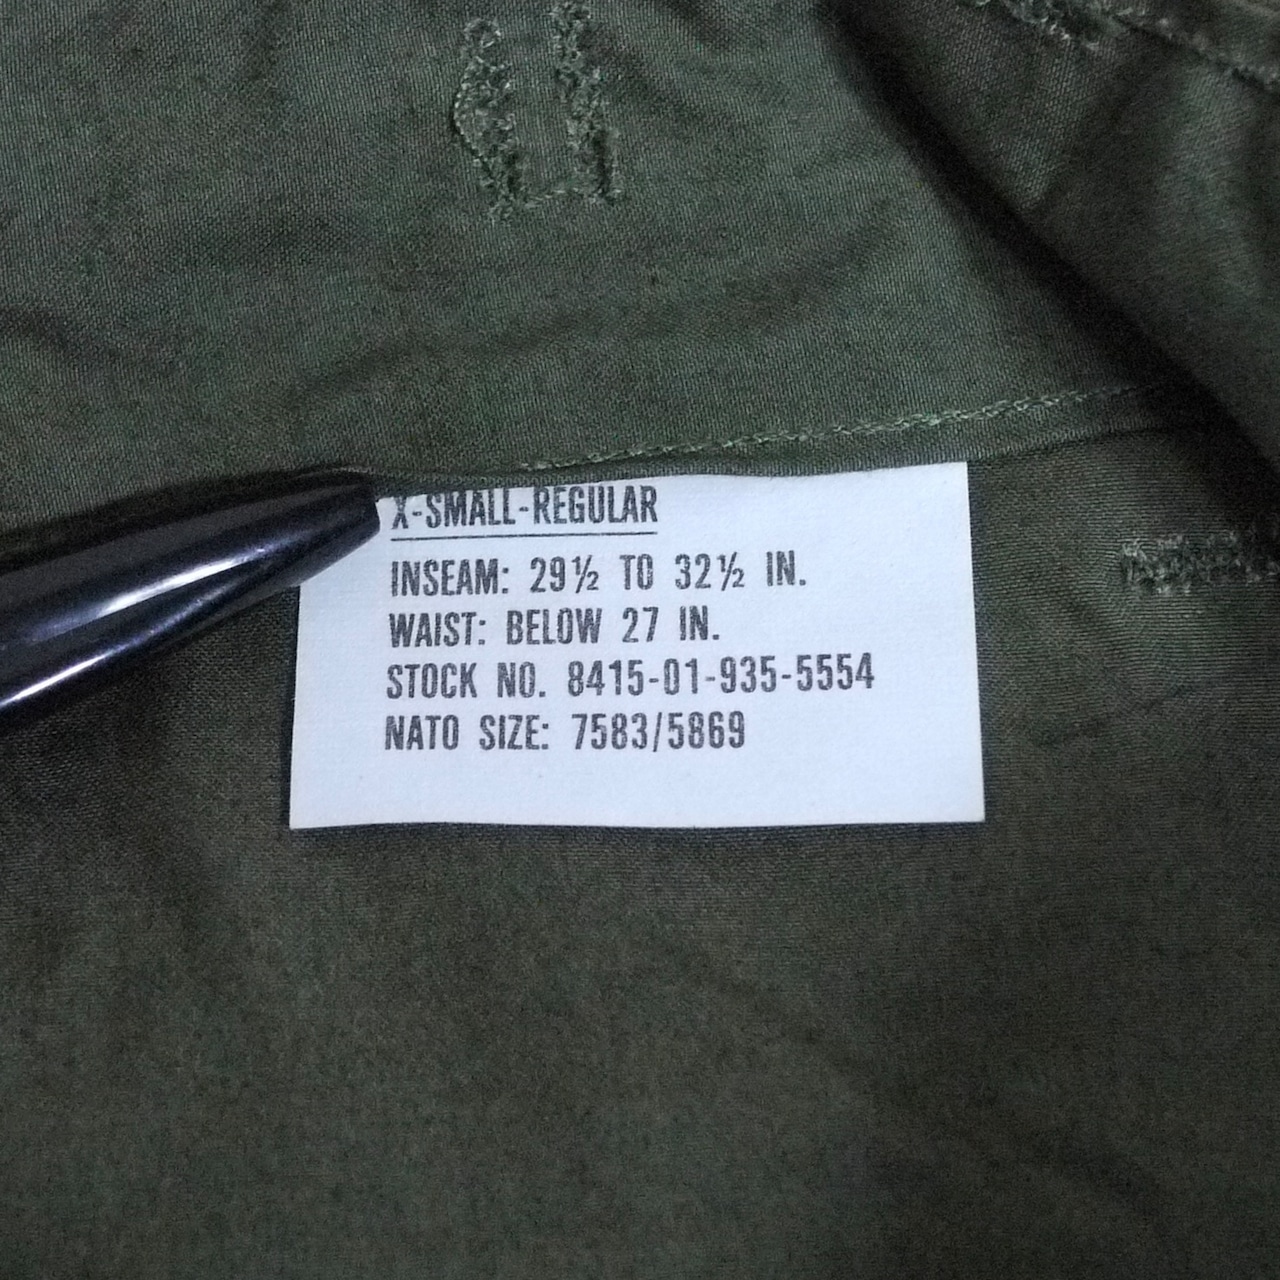 X-SMALL-REGULAR
INSEAM: 29½ TO 32½ IN.
WAIST: BELOW 27 IN.
STOCK NO. 8415-01-935-5554
NATO SIZE: 7583/5869